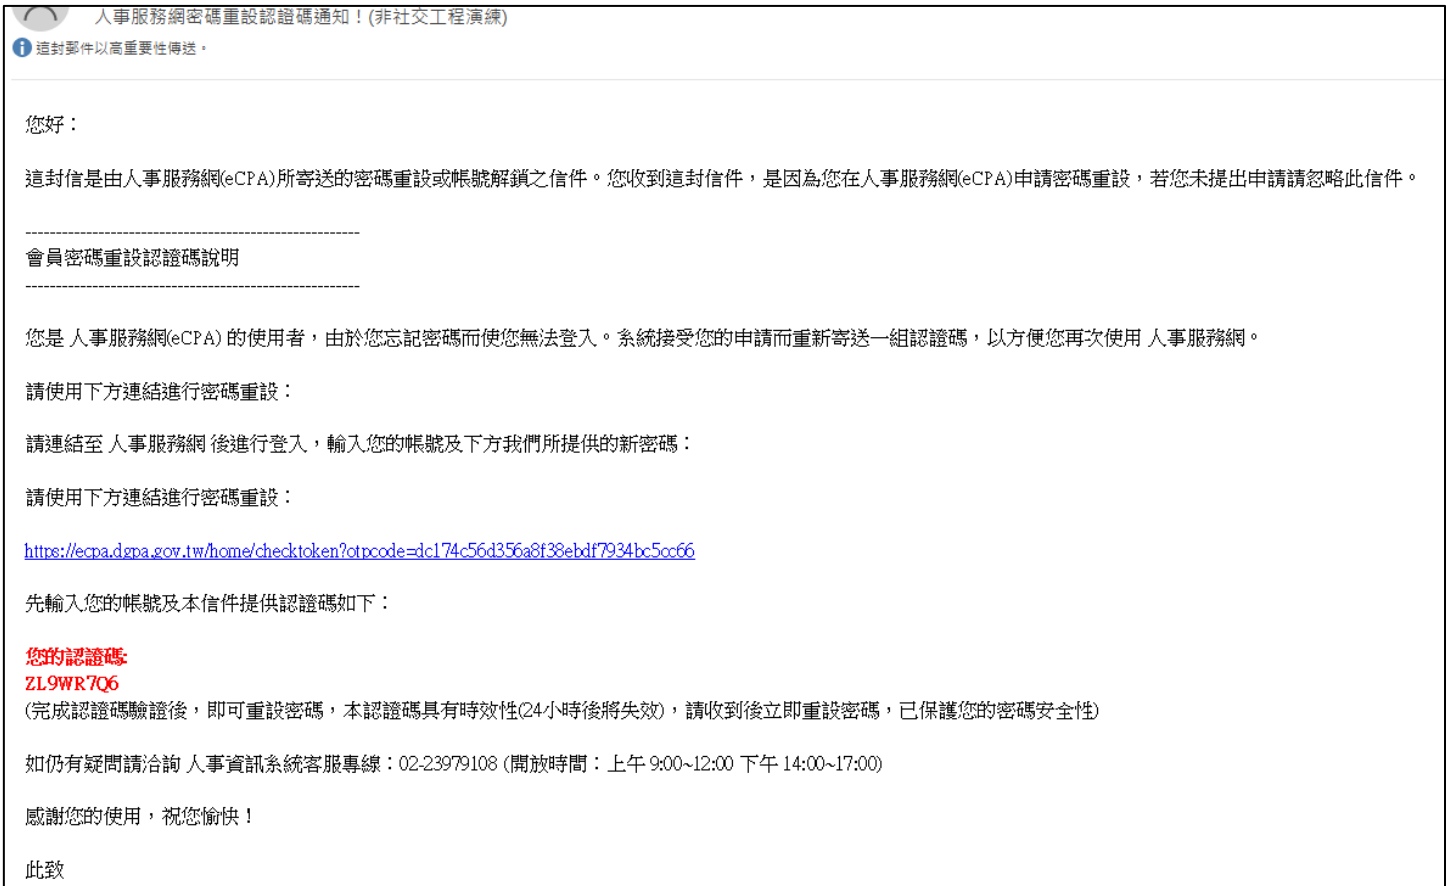 人事服務網密碼重設認證碼通知！(非社交工程演練)
這封郵件以高重要性傳送。
您好：
這封信是由人事服務網(eCPA)所寄送的密碼重設或帳號解鎖之信件。您收到這封信件，是因為您在人事服務網(eCPA)申請密碼重設，若您未提出申請請忽略此信件。
-------------------------------------------------------
會員密碼重設認證碼說明
-------------------------------------------------------
您是 人事服務網(eCPA) 的使用者，由於您忘記密碼而使您無法登入。系統接受您的申請而重新寄送一組認證碼，以方便您再次使用 人事服務網。
請使用下方連結進行密碼重設：
請連結至 人事服務網 後進行登入，輸入您的帳號及下方我們所提供的新密碼：
請使用下方連結進行密碼重設：
https://ecpa.dgpa.gov.tw/home/checktoken?otpcode=dc174c56d356a8f38ebdf7934bc5cc66
先輸入您的帳號及本信件提供認證碼如下：
您的認證碼:
ZL9WR7Q6
(完成認證碼驗證後，即可重設密碼，本認證碼具有時效性(24小時後將失效)，請收到後立即重設密碼，已保護您的密碼安全性)
如仍有疑問請洽詢 人事資訊系統客服專線：02-23979108 (開放時間：上午 9:00~12:00 下午 14:00~17:00)
感謝您的使用，祝您愉快！
此致